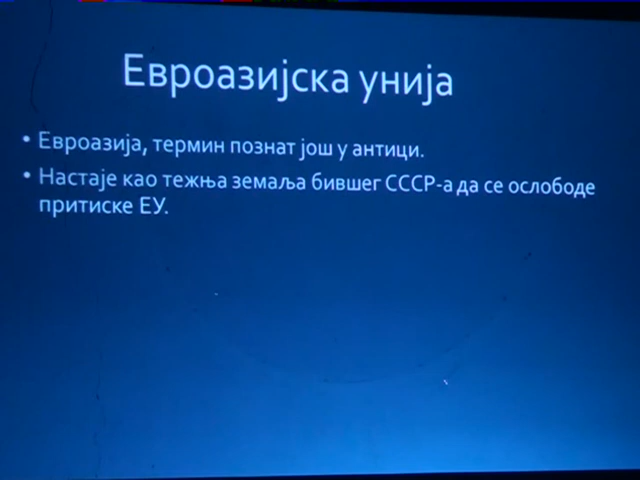 Евроазијска унија
• Евроазија, термин познат још у антици.
• Настаје као тежња земаља бившег СССР-а да се ослободе
притиске ЕУ.